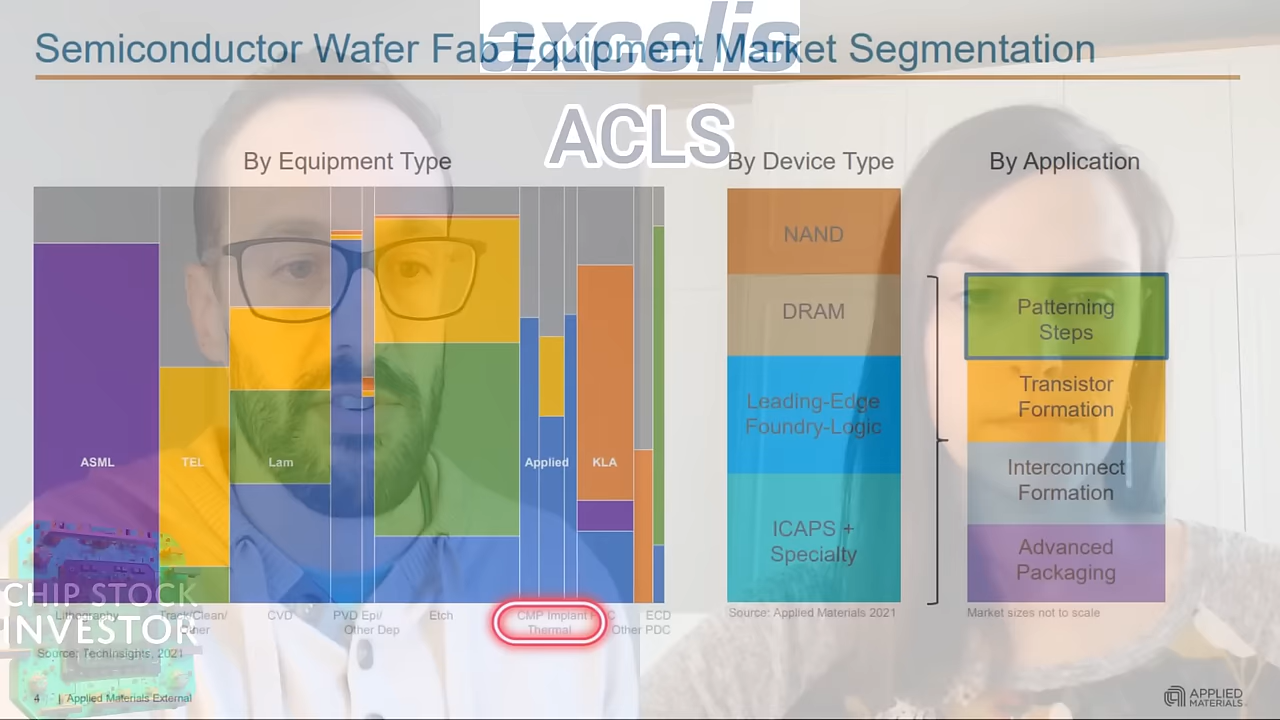 axcelis
Semiconductor Wafer Fab Equipment Market Segmentation
ACLS
By Equipment Type
By Device Type
By Application
NAND
DRAM
Leading-Edge
Foundry-Logic
ICAPS +
Specialty
Patterning
Steps
Transistor
Formation
Interconnect
Formation
Advanced
Packaging
ASML
TEL
Lam
Applied
KLA
Lithography
Track/Clean/
Other
CVD
PVD Epi/
Other Dep
Etch
CMP Implant
Thermal
Other PDC
ECD
Source: TechInsights, 2021
Source: Applied Materials 2021
Market sizes not to scale
CHIP STOCK
INVESTOR
4 | Applied Materials External
APPLIED
MATERIALS